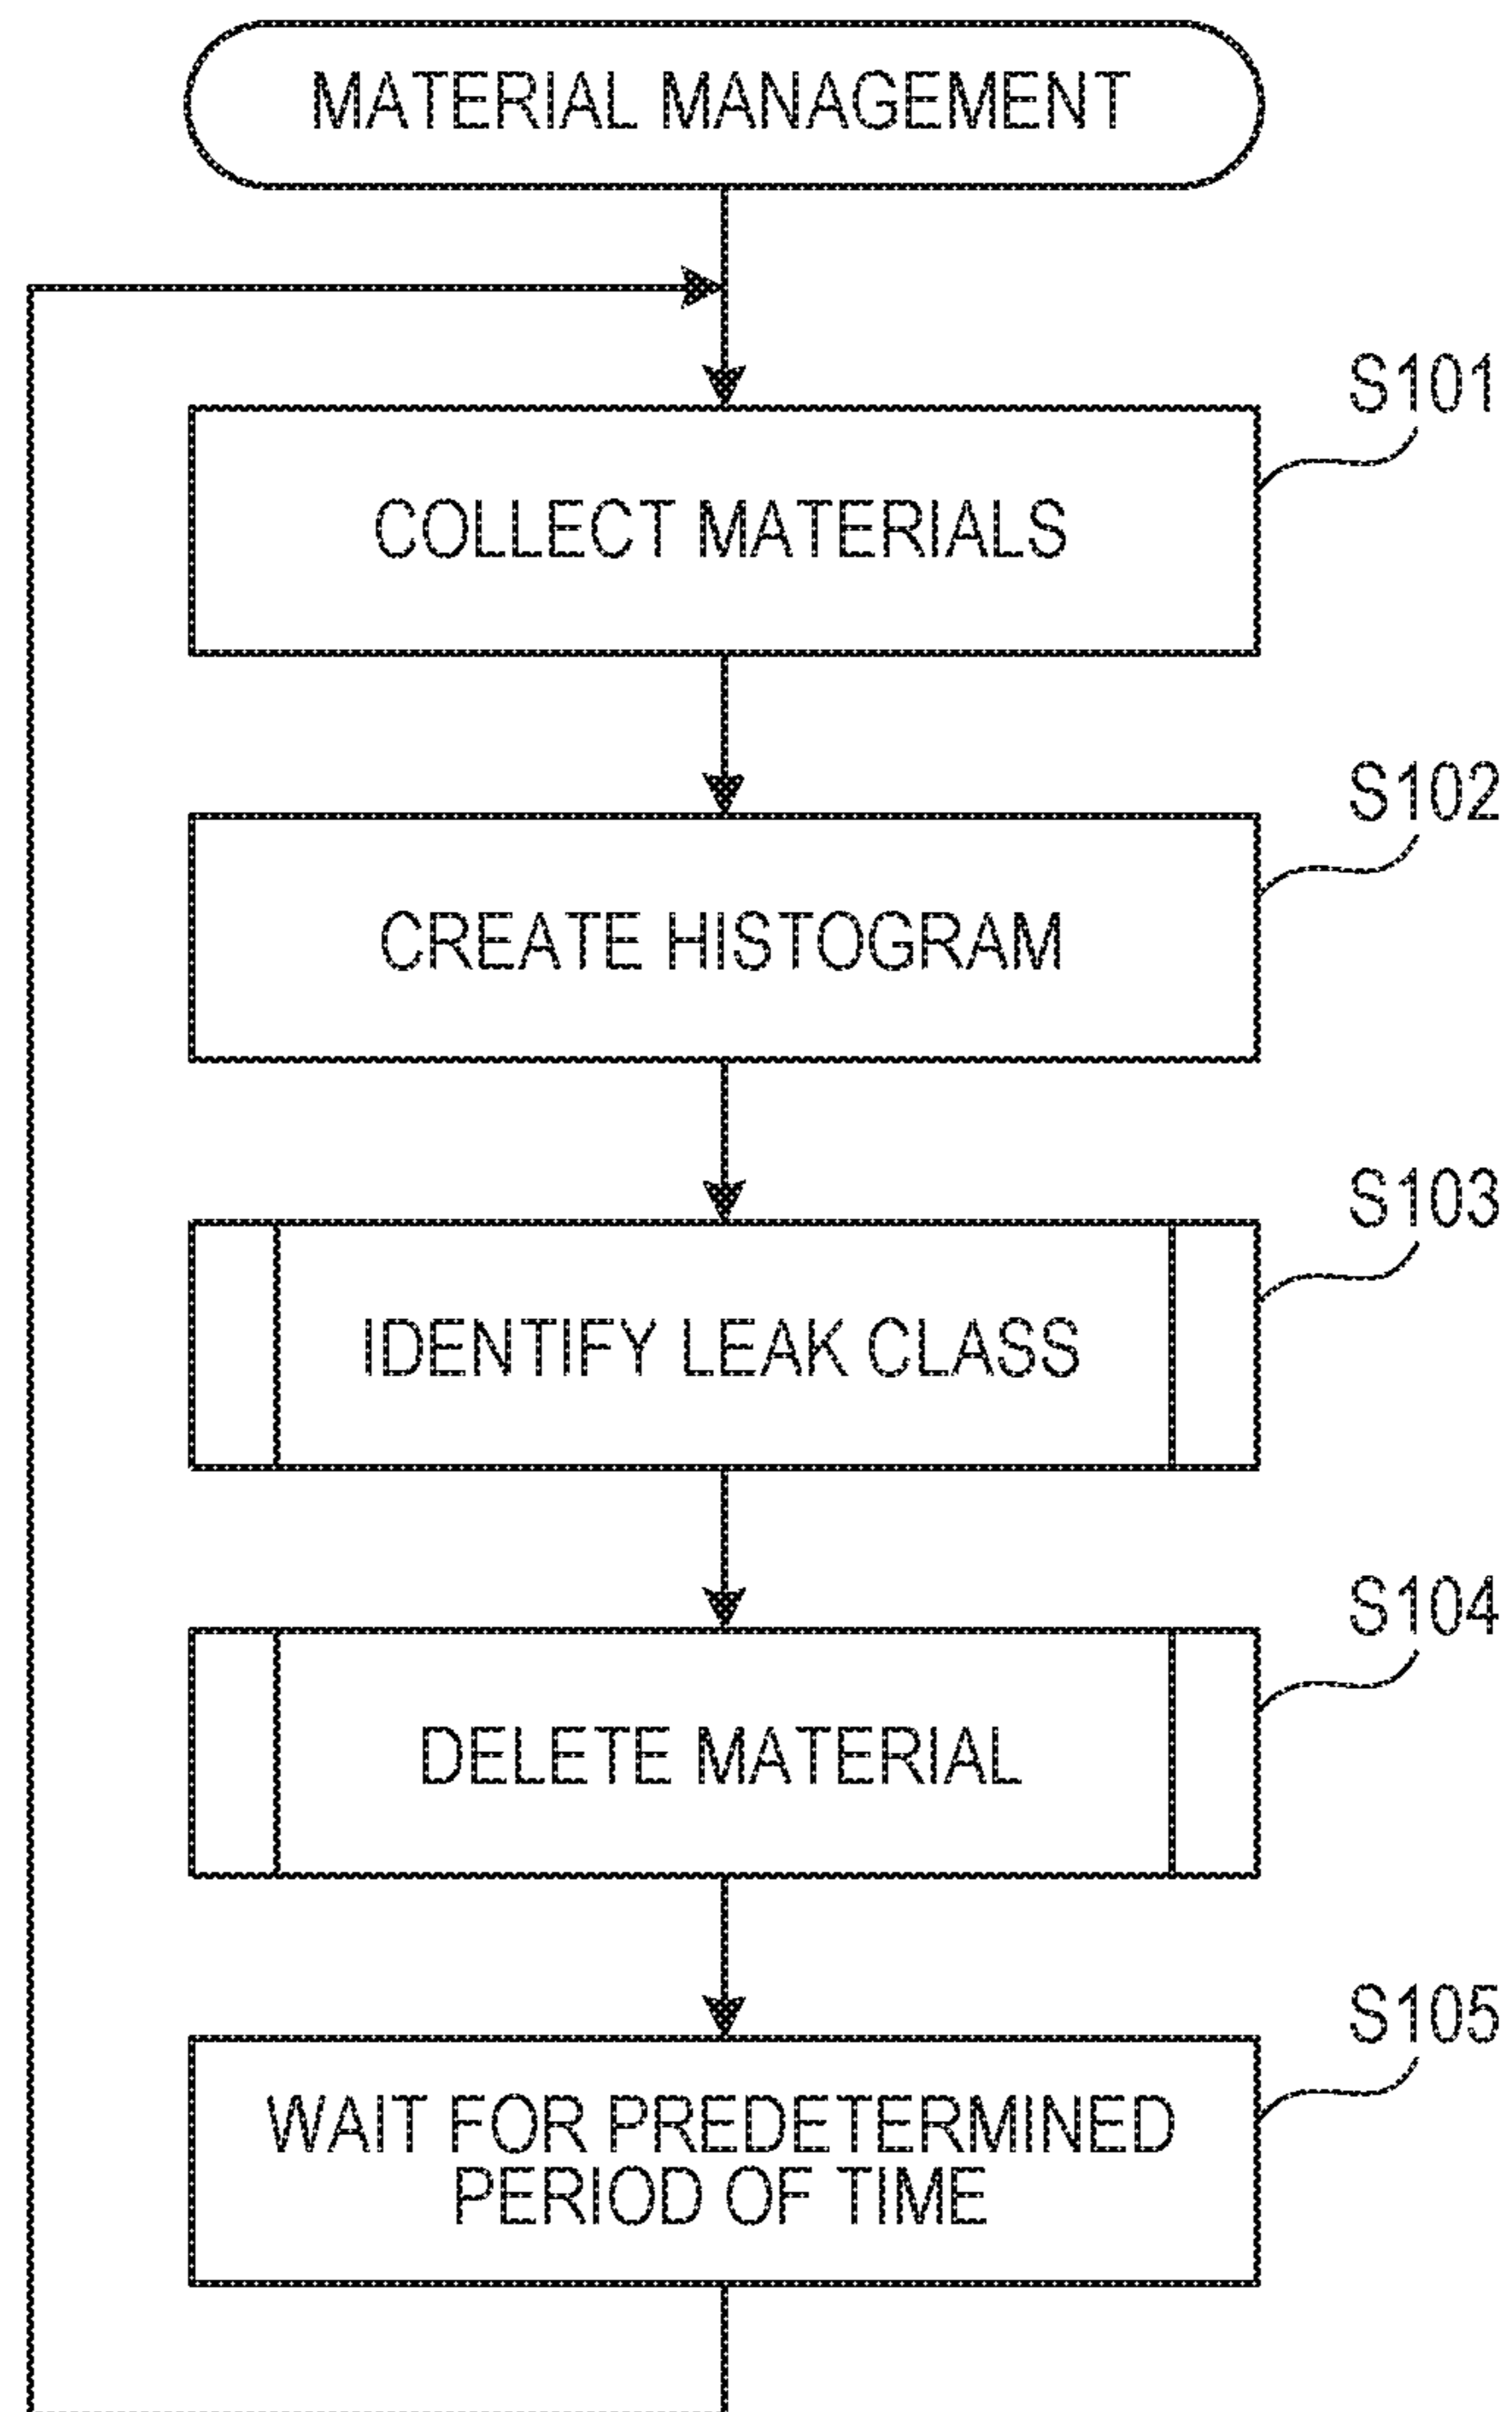 MATERIAL MANAGEMENT
S101
COLLECT MATERIALS
S102
CREATE HISTOGRAM
S103
IDENTIFY LEAK CLASS
S104
DELETE MATERIAL
S105
WAIT FOR PREDETERMINED
PERIOD OF TIME